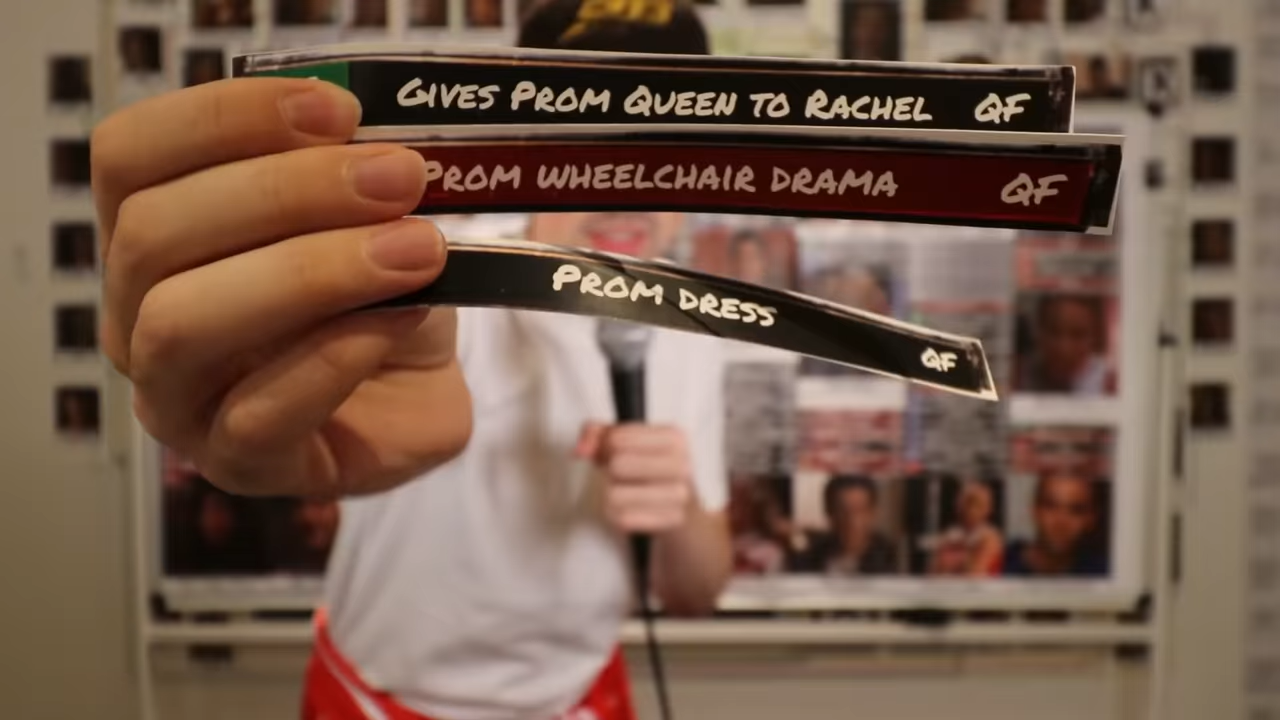 GIVES PROM QUEEN TO RACHEL QF
PROM WHEELCHAIR DRAMA QF
PROM DRESS QF